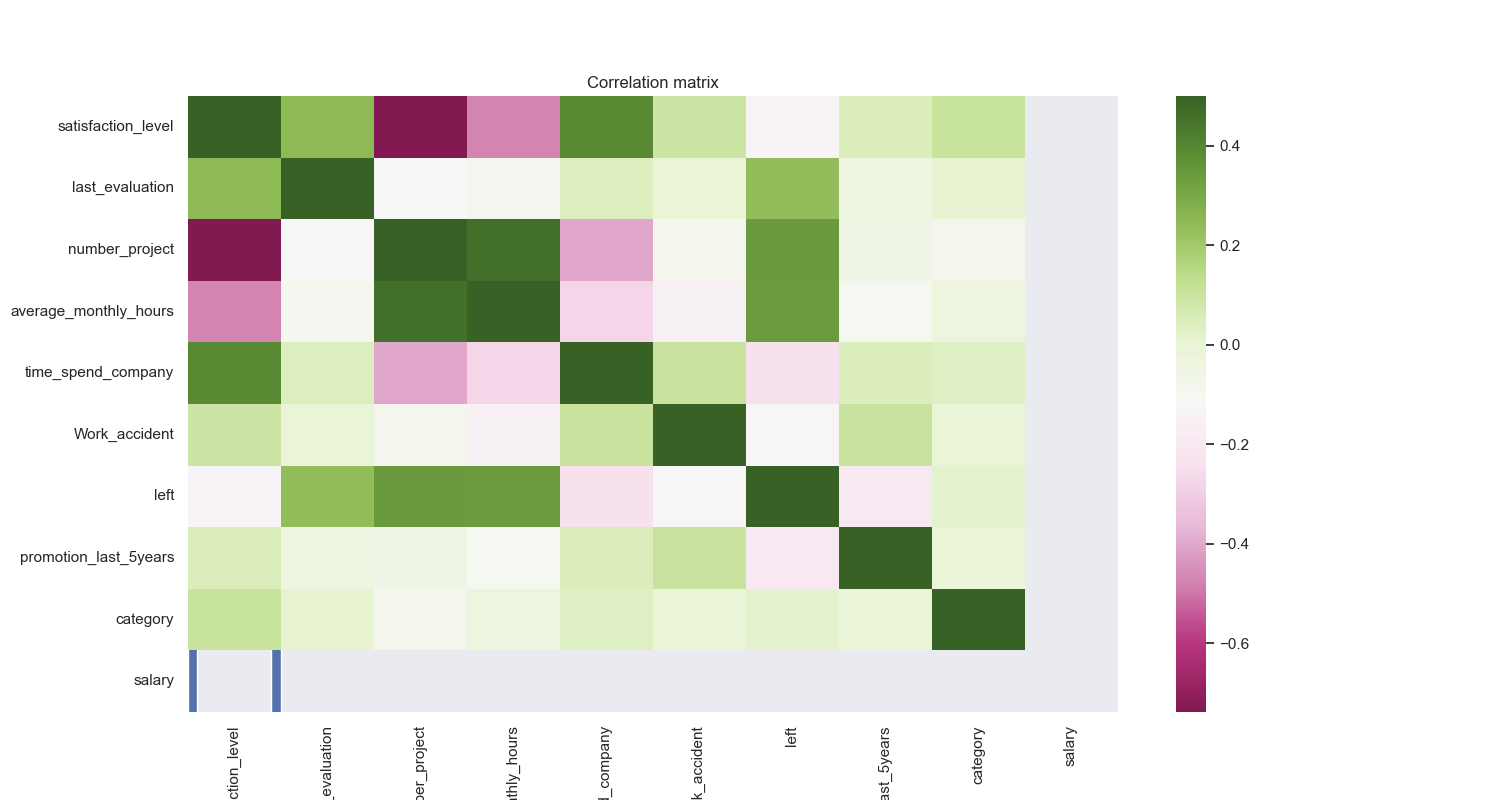 Correlation matrix
satisfaction_level
last_evaluation
number_project
average_monthly_hours
time_spend_company
Work_accident
left
promotion_last_5years
category
salary
0.4
0.2
0.0
−0.2
−0.4
−0.6
ction_level
_evaluation
ber_project
nthly_hours
d_company
k_accident
left
ast_5years
category
salary